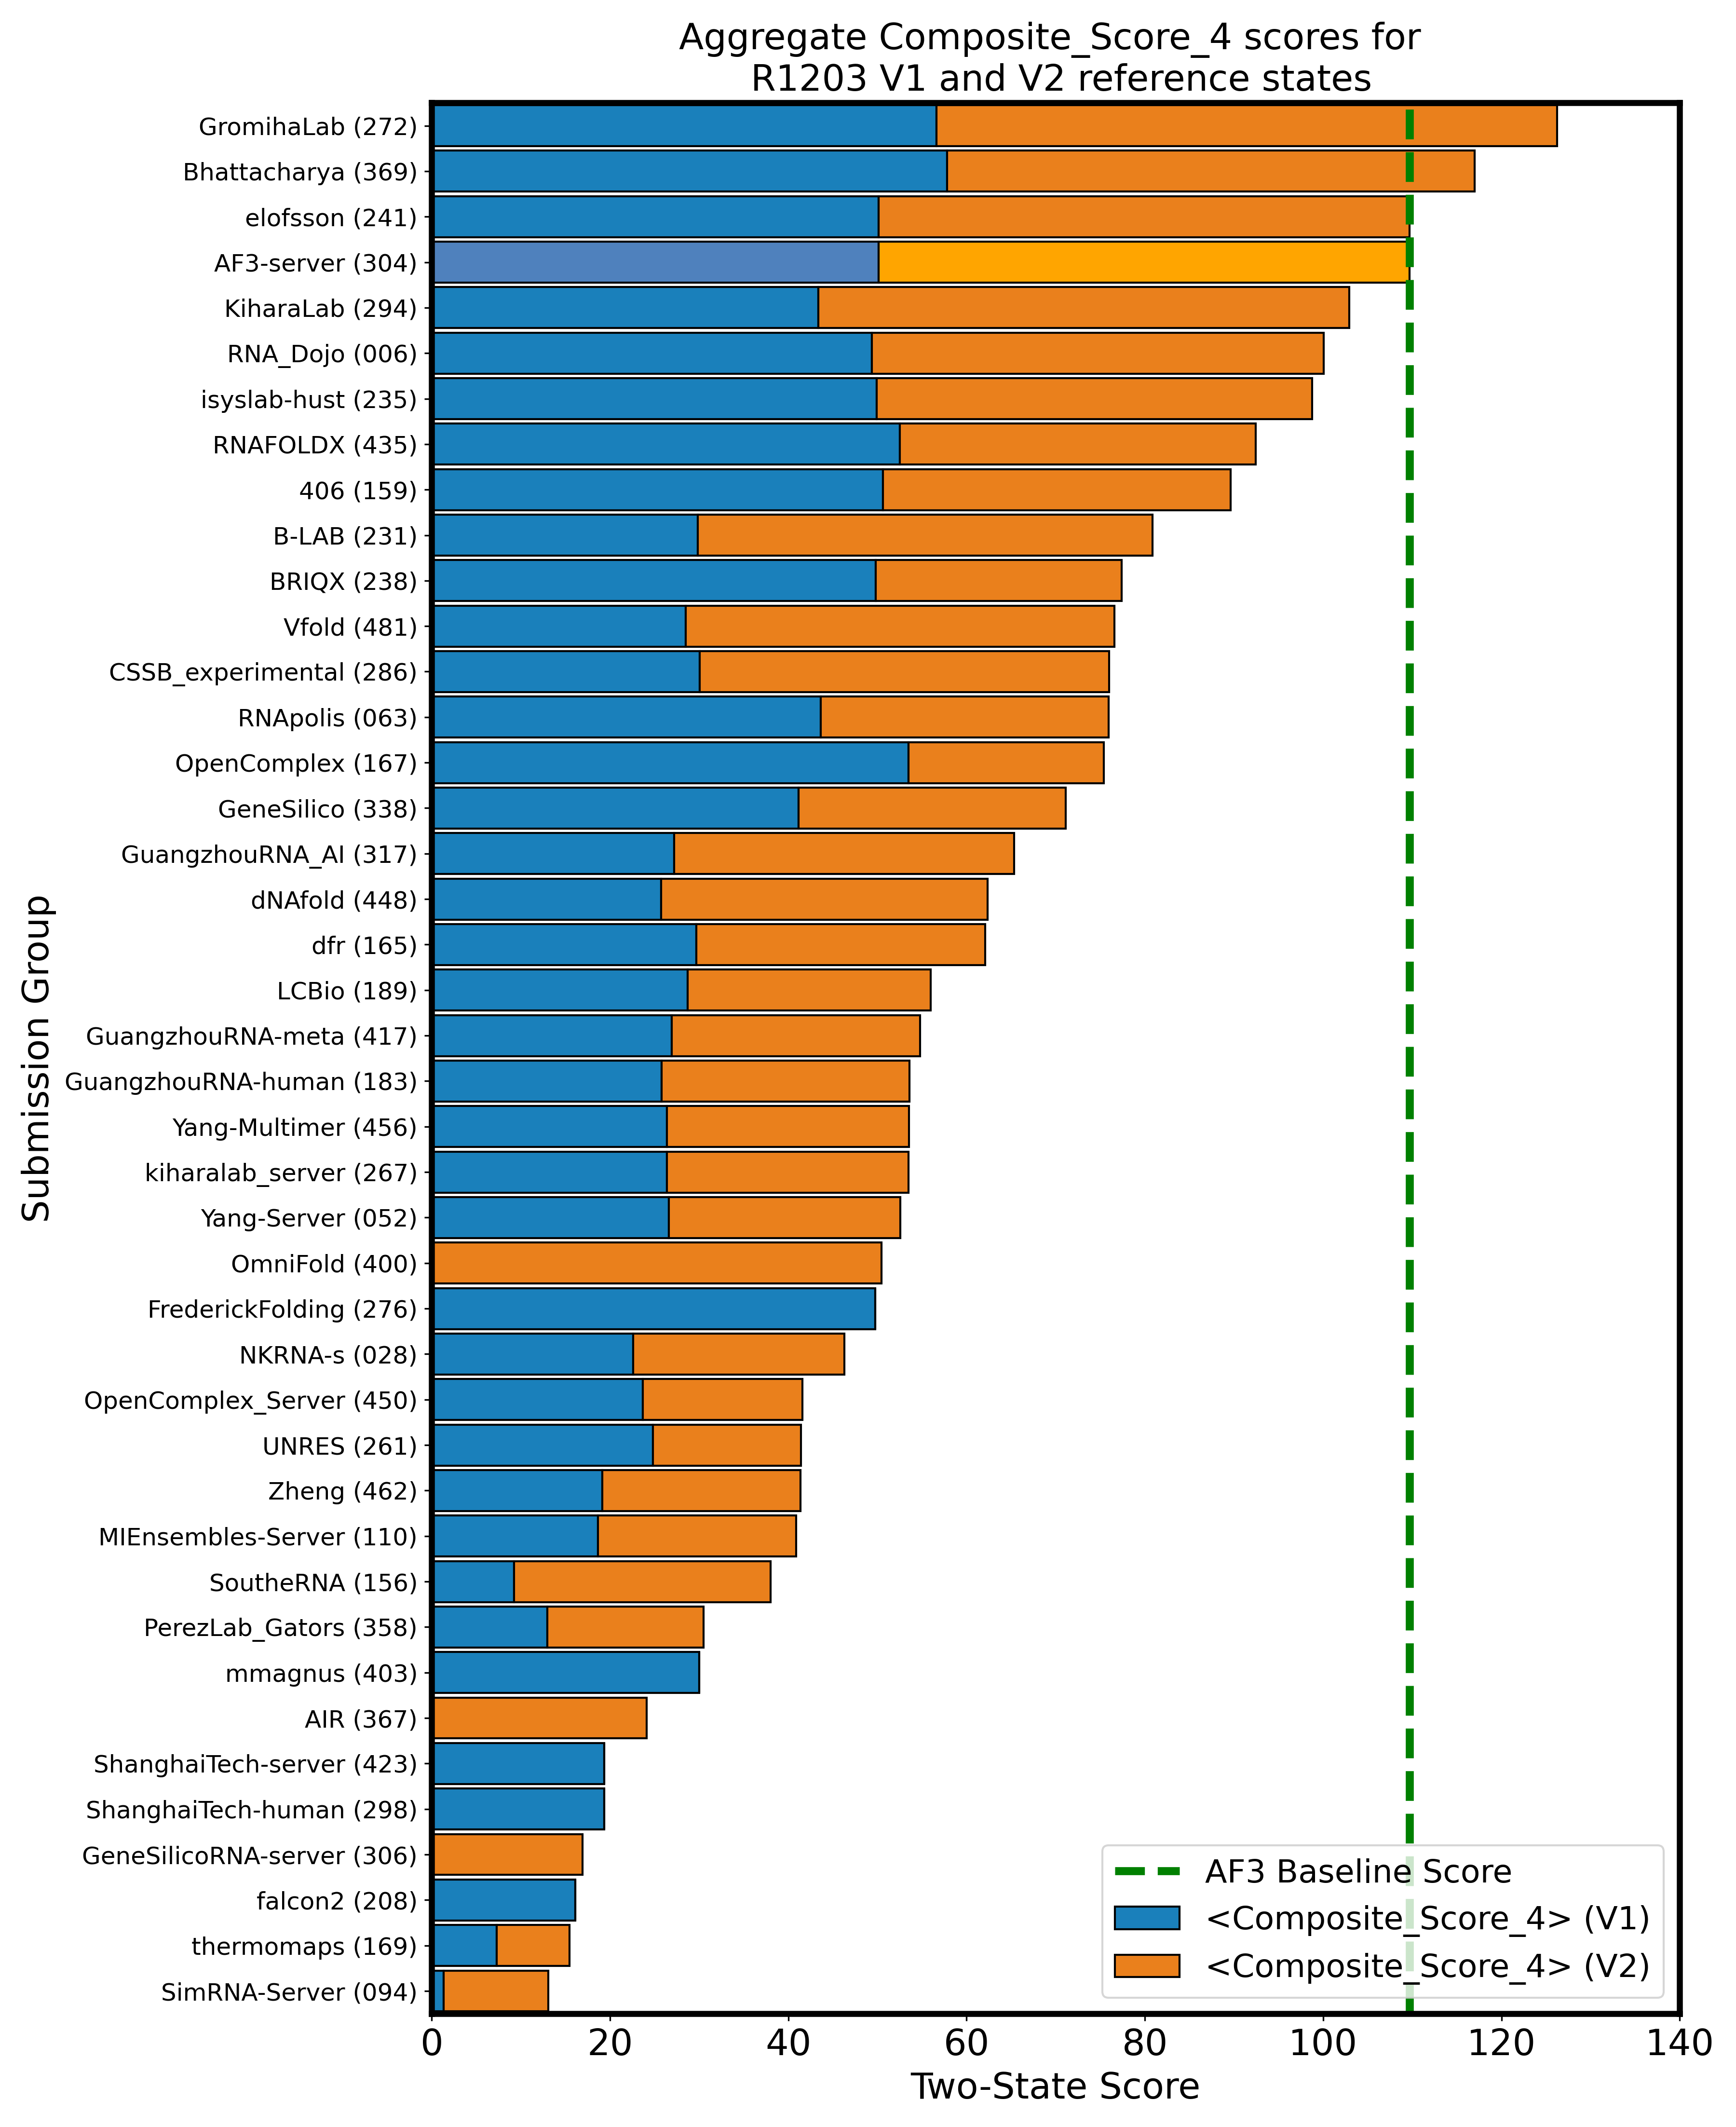 Aggregate Composite_Score_4 scores for
R1203 V1 and V2 reference states
Submission Group
GromihaLab (272)
Bhattacharya (369)
elofsson (241)
AF3-server (304)
KiharaLab (294)
RNA_Dojo (006)
isyslab-hust (235)
RNAFOLDX (435)
406 (159)
B-LAB (231)
BRIQX (238)
Vfold (481)
CSSB_experimental (286)
RNApolis (063)
OpenComplex (167)
GeneSilico (338)
GuangzhouRNA_AI (317)
dNAfold (448)
dfr (165)
LCBio (189)
GuangzhouRNA-meta (417)
GuangzhouRNA-human (183)
Yang-Multimer (456)
kiharalab_server (267)
Yang-Server (052)
OmniFold (400)
FrederickFolding (276)
NKRNA-s (028)
OpenComplex_Server (450)
UNRES (261)
Zheng (462)
MIEnsembles-Server (110)
SoutheRNA (156)
PerezLab_Gators (358)
mmagnus (403)
AIR (367)
ShanghaiTech-server (423)
ShanghaiTech-human (298)
GeneSilicoRNA-server (306)
falcon2 (208)
thermomaps (169)
SimRNA-Server (094)
AF3 Baseline Score
<Composite_Score_4> (V1)
<Composite_Score_4> (V2)
0 20 40 60 80 100 120 140
Two-State Score